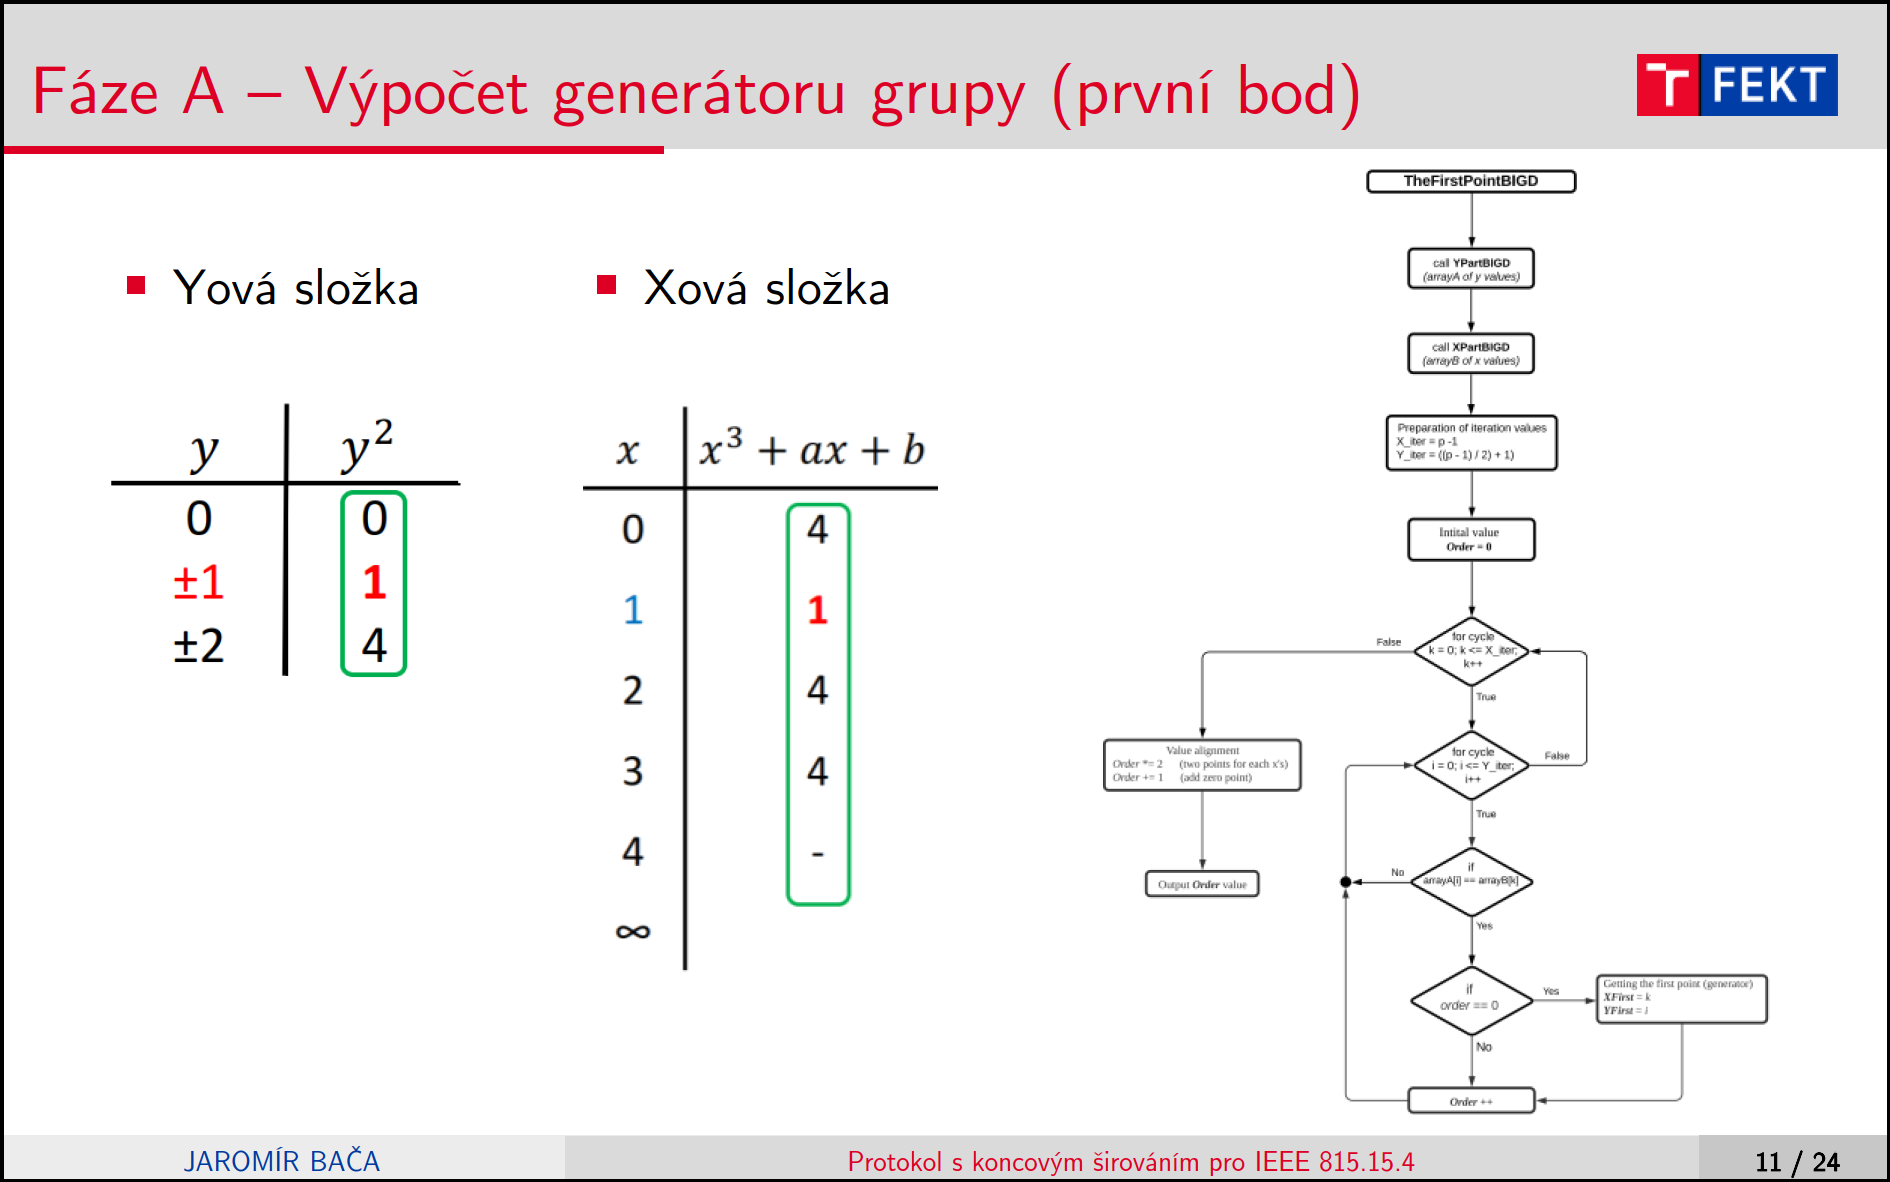 Fáze A – Výpočet generátoru grupy (první bod)
FEKT
Yová složka
y y²
0 0
±1 1
±2 4
Xová složka
x x³ + ax + b
0 4
1 1
2 4
3 4
4 -
∞
TheFirstPointBIGD
call YPartBIGD
(arrayA of y values)
call XPartBIGD
(arrayB of x values)
Preparation of iteration values
X_iter = p -1
Y_iter = ((p - 1) / 2) + 1)
Intital value
Order = 0
for cycle
k = 0; k <= X_iter;
k++
False
True
for cycle
i = 0; i <= Y_iter;
i++
False
True
Value alignment
Order *= 2 (two points for each x's)
Order += 1 (add zero point)
Output Order value
if
arrayA[i] == arrayB[k]
No
Yes
if
order == 0
Yes
No
Getting the first point (generator)
XFirst = k
YFirst = i
Order ++
JAROMÍR BAČA
Protokol s koncovým širováním pro IEEE 815.15.4
11 / 24